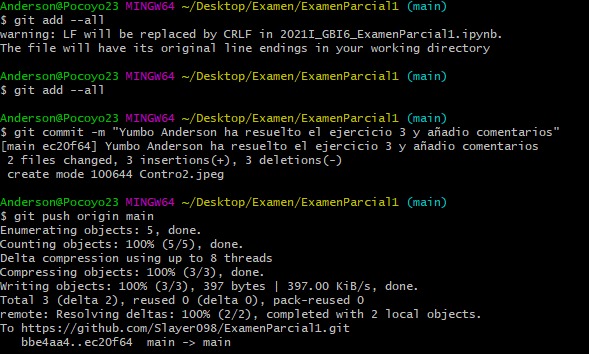 Anderson@Pocoyo23 MINGW64 ~/Desktop/Examen/ExamenParcial1 (main)
$ git add --all
warning: LF will be replaced by CRLF in 2021I_GBI6_ExamenParcial1.ipynb.
The file will have its original line endings in your working directory
Anderson@Pocoyo23 MINGW64 ~/Desktop/Examen/ExamenParcial1 (main)
$ git add --all
Anderson@Pocoyo23 MINGW64 ~/Desktop/Examen/ExamenParcial1 (main)
$ git commit -m "Yumbo Anderson ha resuelto el ejercicio 3 y añadio comentarios"
[main ec20f64] Yumbo Anderson ha resuelto el ejercicio 3 y añadio comentarios
2 files changed, 3 insertions(+), 3 deletions(-)
create mode 100644 Contro2.jpeg
Anderson@Pocoyo23 MINGW64 ~/Desktop/Examen/ExamenParcial1 (main)
$ git push origin main
Enumerating objects: 5, done.
Counting objects: 100% (5/5), done.
Delta compression using up to 8 threads
Compressing objects: 100% (3/3), done.
Writing objects: 100% (3/3), 397 bytes | 397.00 KiB/s, done.
Total 3 (delta 2), reused 0 (delta 0), pack-reused 0
remote: Resolving deltas: 100% (2/2), completed with 2 local objects.
To https://github.com/Slayer098/ExamenParcial1.git
bbe4aa4..ec20f64 main -> main